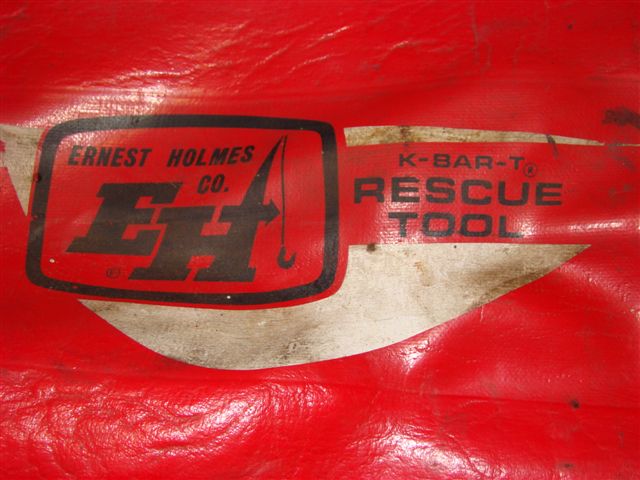 ERNEST HOLMES
CO.
EH
®
K-BAR-T®
RESCUE
TOOL